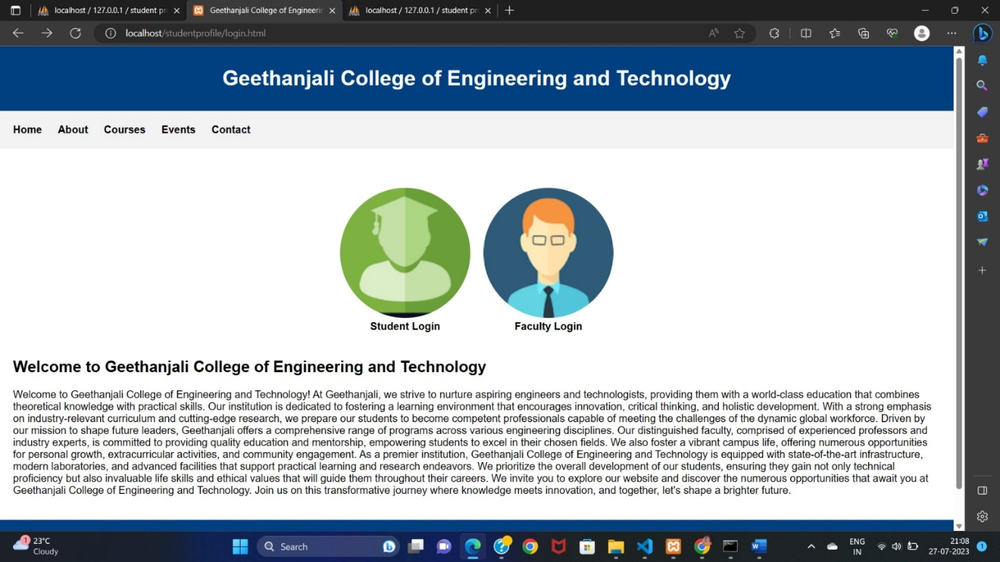 localhost / 127.0.0.1 / student pr
Geethanjali College of Engineerin
localhost / 127.0.0.1 / student pr
localhost/studentprofile/login.html
Geethanjali College of Engineering and Technology
Home About Courses Events Contact
Student Login Faculty Login
Welcome to Geethanjali College of Engineering and Technology
Welcome to Geethanjali College of Engineering and Technology! At Geethanjali, we strive to nurture aspiring engineers and technologists, providing them with a world-class education that combines
theoretical knowledge with practical skills. Our institution is dedicated to fostering a learning environment that encourages innovation, critical thinking, and holistic development. With a strong emphasis
on industry-relevant curriculum and cutting-edge research, we prepare our students to become competent professionals capable of meeting the challenges of the dynamic global workforce. Driven by
our mission to shape future leaders, Geethanjali offers a comprehensive range of programs across various engineering disciplines. Our distinguished faculty, comprised of experienced professors and
industry experts, is committed to providing quality education and mentorship, empowering students to excel in their chosen fields. We also foster a vibrant campus life, offering numerous opportunities
for personal growth, extracurricular activities, and community engagement. As a premier institution, Geethanjali College of Engineering and Technology is equipped with state-of-the-art infrastructure,
modern laboratories, and advanced facilities that support practical learning and research endeavors. We prioritize the overall development of our students, ensuring they gain not only technical
proficiency but also invaluable life skills and ethical values that will guide them throughout their careers. We invite you to explore our website and discover the numerous opportunities that await you at
Geethanjali College of Engineering and Technology. Join us on this transformative journey where knowledge meets innovation, and together, let's shape a brighter future.
1
23°C
Cloudy
Search
ENG
IN
21:08
27-07-2023
1